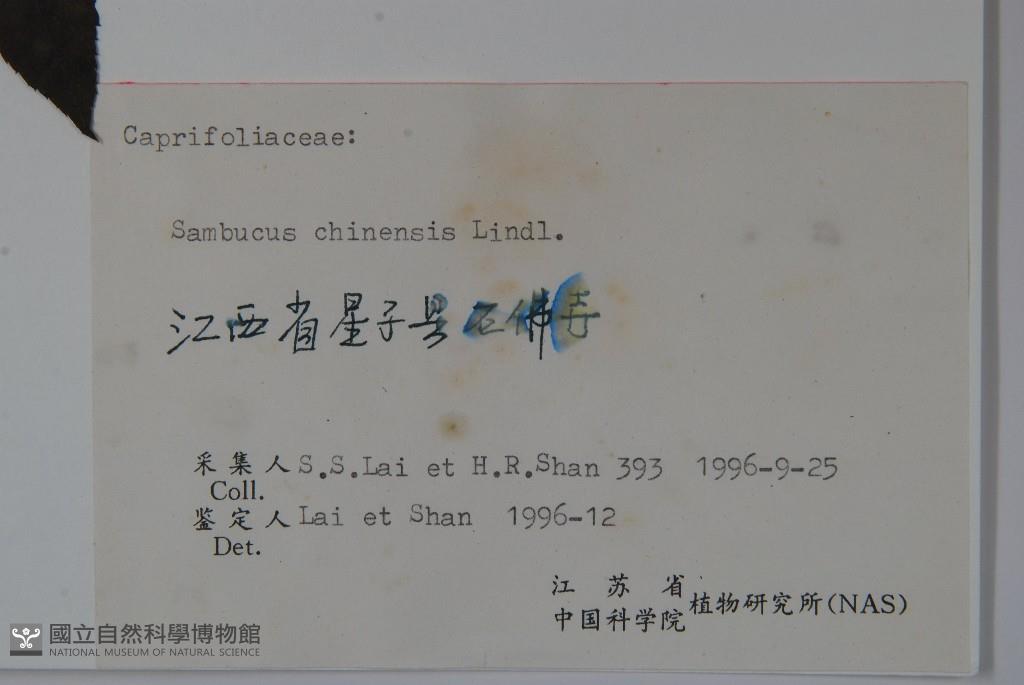 Caprifoliaceae:
Sambucus chinensis Lindl.
江西省星子县石佛寺
采集人 S.S.Lai et H.R.Shan 393 1996-9-25
Coll.
鉴定人 Lai et Shan 1996-12
Det.
江苏省
中国科学院 植物研究所(NAS)
國立自然科學博物館
NATIONAL MUSEUM OF NATURAL SCIENCE